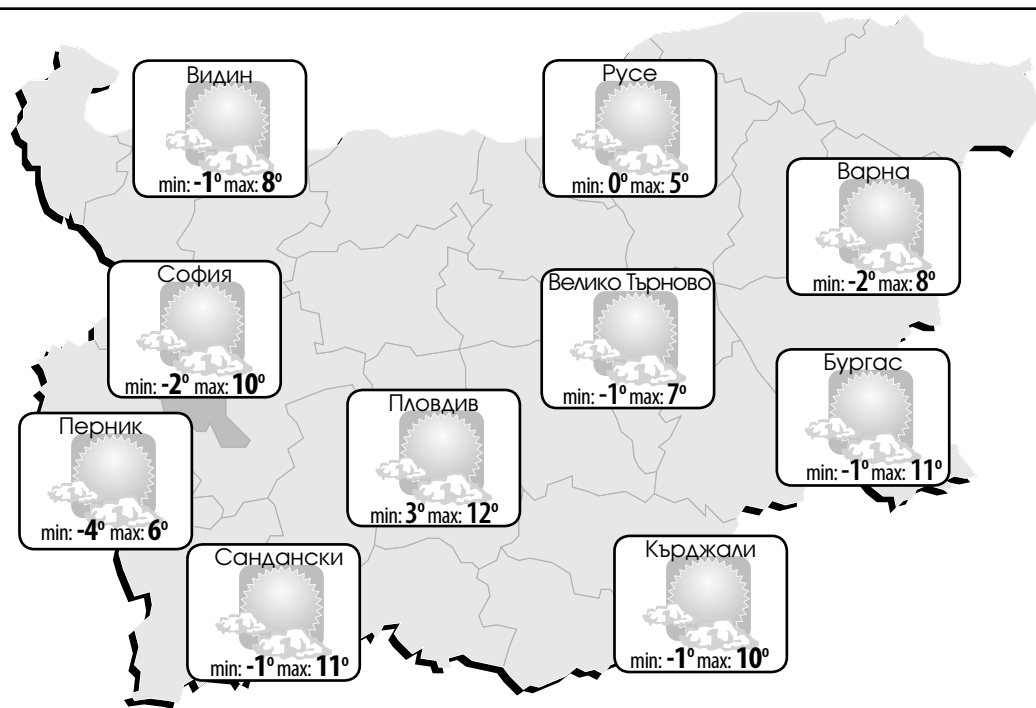 Видин
min: -1° max: 8°
Русе
min: 0° max: 5°
Варна
min: -2° max: 8°
София
min: -2° max: 10°
Велико Търново
min: -1° max: 7°
Бургас
min: -1° max: 11°
Пловдив
min: 3° max: 12°
Перник
min: -4° max: 6°
Сандански
min: -1° max: 11°
Кърджали
min: -1° max: 10°